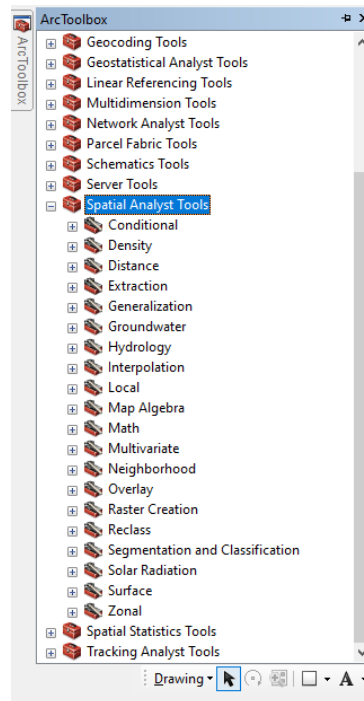 ArcToolbox
ArcToolbox
Geocoding Tools
Geostatistical Analyst Tools
Linear Referencing Tools
Multidimension Tools
Network Analyst Tools
Parcel Fabric Tools
Schematics Tools
Server Tools
Spatial Analyst Tools
Conditional
Density
Distance
Extraction
Generalization
Groundwater
Hydrology
Interpolation
Local
Map Algebra
Math
Multivariate
Neighborhood
Overlay
Raster Creation
Reclass
Segmentation and Classification
Solar Radiation
Surface
Zonal
Spatial Statistics Tools
Tracking Analyst Tools
Drawing A